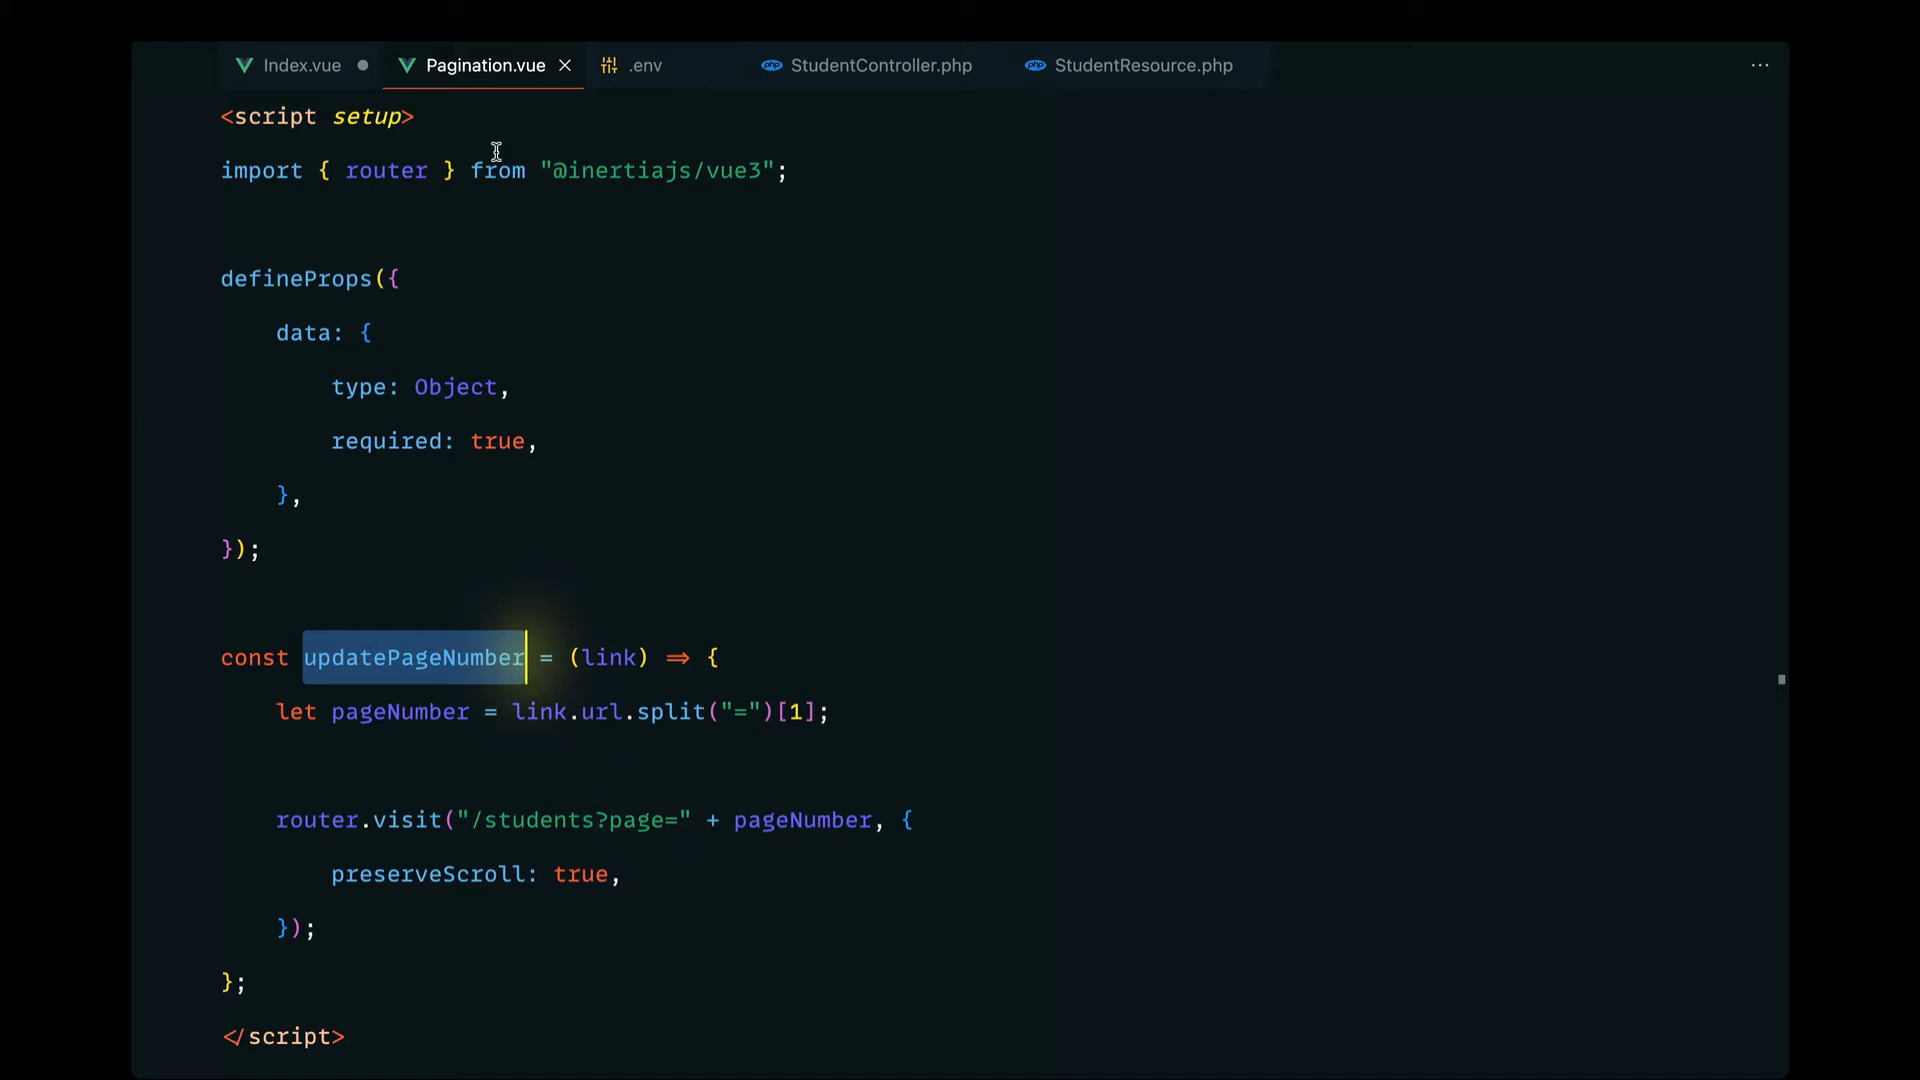 Index.vue Pagination.vue .env StudentController.php StudentResource.php
<script setup>
import { router } from "@inertiajs/vue3";
defineProps({
    data: {
        type: Object,
        required: true,
    },
});
const updatePageNumber = (link) => {
    let pageNumber = link.url.split("=")[1];
    router.visit("/students?page=" + pageNumber, {
        preserveScroll: true,
    });
};
</script>